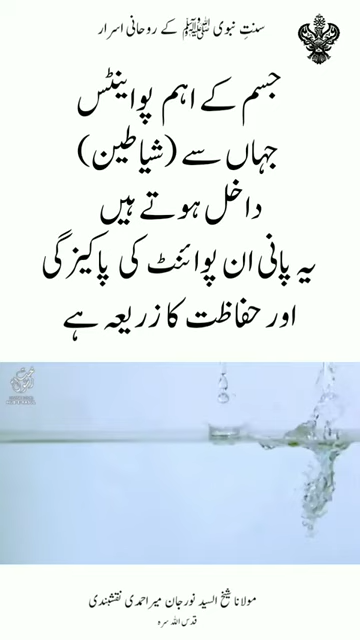 سنتِ نبوی ﷺ کے روحانی اسرار
جسم کے اہم پوائنٹس
جہاں سے (شیاطین)
داخل ہوتے ہیں
یہ پانی ان پوائنٹ کی پاکیزگی
اور حفاظت کا زریعہ ہے
مولانا شیخ السید نورجان میراحمدی نقشبندی
قدس اللہ سرہ